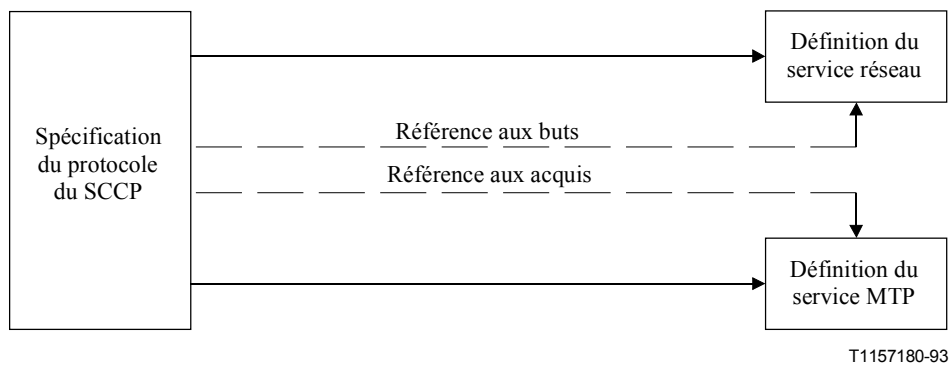 Définition du
service réseau
Spécification
du protocole
du SCCP
Référence aux buts
Référence aux acquis
Définition du
service MTP
T1157180-93